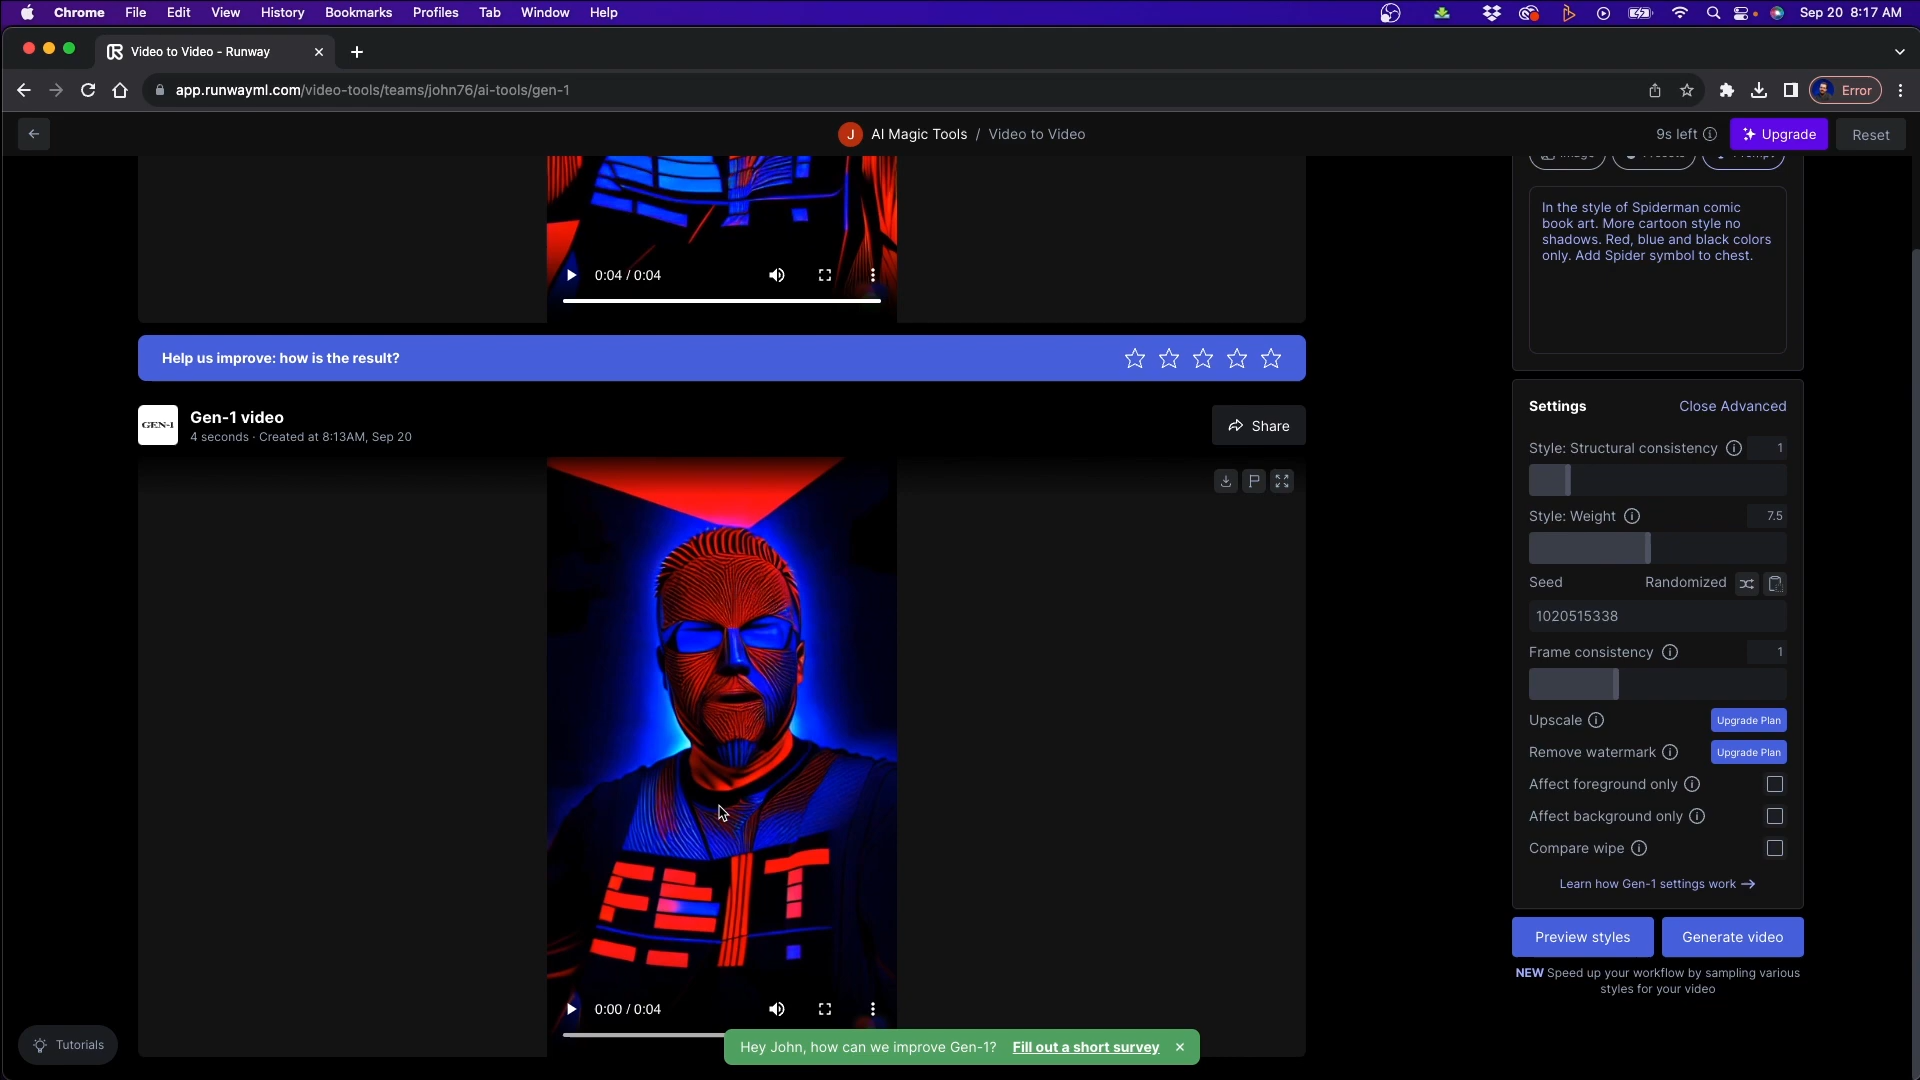 Chrome File Edit View History Bookmarks Profiles Tab Window Help Sep 20 8:17 AM
Video to Video - Runway
app.runwayml.com/video-tools/teams/john76/ai-tools/gen-1 Error
J AI Magic Tools / Video to Video 9s left Upgrade Reset
Image Presets Prompt
In the style of Spiderman comic
book art. More cartoon style no
shadows. Red, blue and black colors
only. Add Spider symbol to chest.
0:04 / 0:04
Help us improve: how is the result?
GEN-1
Gen-1 video
4 seconds · Created at 8:13AM, Sep 20
Share
0:00 / 0:04
Settings Close Advanced
Style: Structural consistency 1
Style: Weight 7.5
Seed Randomized
1020515338
Frame consistency 1
Upscale Upgrade Plan
Remove watermark Upgrade Plan
Affect foreground only
Affect background only
Compare wipe
Learn how Gen-1 settings work →
Preview styles Generate video
NEW Speed up your workflow by sampling various
styles for your video
Tutorials
Hey John, how can we improve Gen-1? Fill out a short survey ×